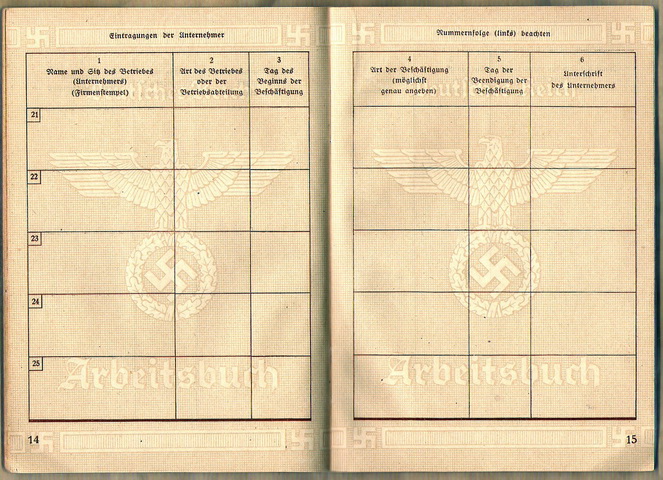 Eintragungen der Unternehmer
1
Name und Sitz des Betriebes
(Unternehmers)
(Firmenstempel)
2
Art des Betriebes
oder der
Betriebsabteilung
3
Tag des
Beginns der
Beschäftigung
21
22
23
24
25
Arbeitsbuch
14
Nummernfolge (links) beachten
4
Art der Beschäftigung
(möglichst
genau angeben)
5
Tag der
Beendigung der
Beschäftigung
6
Unterschrift
des Unternehmers
Arbeitsbuch
15